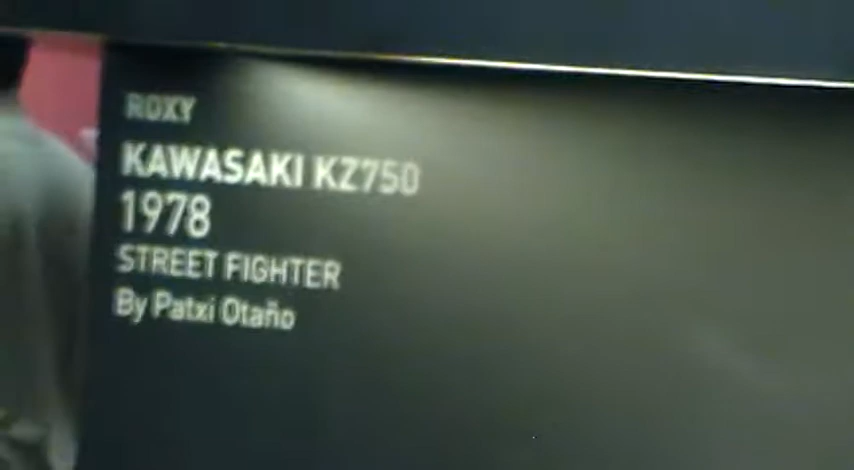 ROXY
KAWASAKI KZ750
1978
STREET FIGHTER
By Patxi Otaño